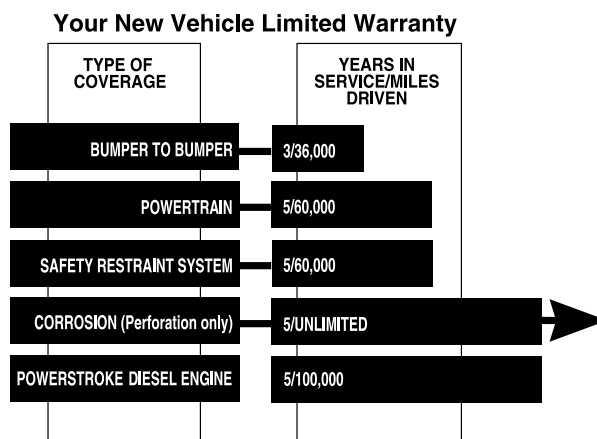 Your New Vehicle Limited Warranty
TYPE OF
COVERAGE
YEARS IN
SERVICE/MILES
DRIVEN
BUMPER TO BUMPER
3/36,000
POWERTRAIN
5/60,000
SAFETY RESTRAINT SYSTEM
5/60,000
CORROSION (Perforation only)
5/UNLIMITED
POWERSTROKE DIESEL ENGINE
5/100,000